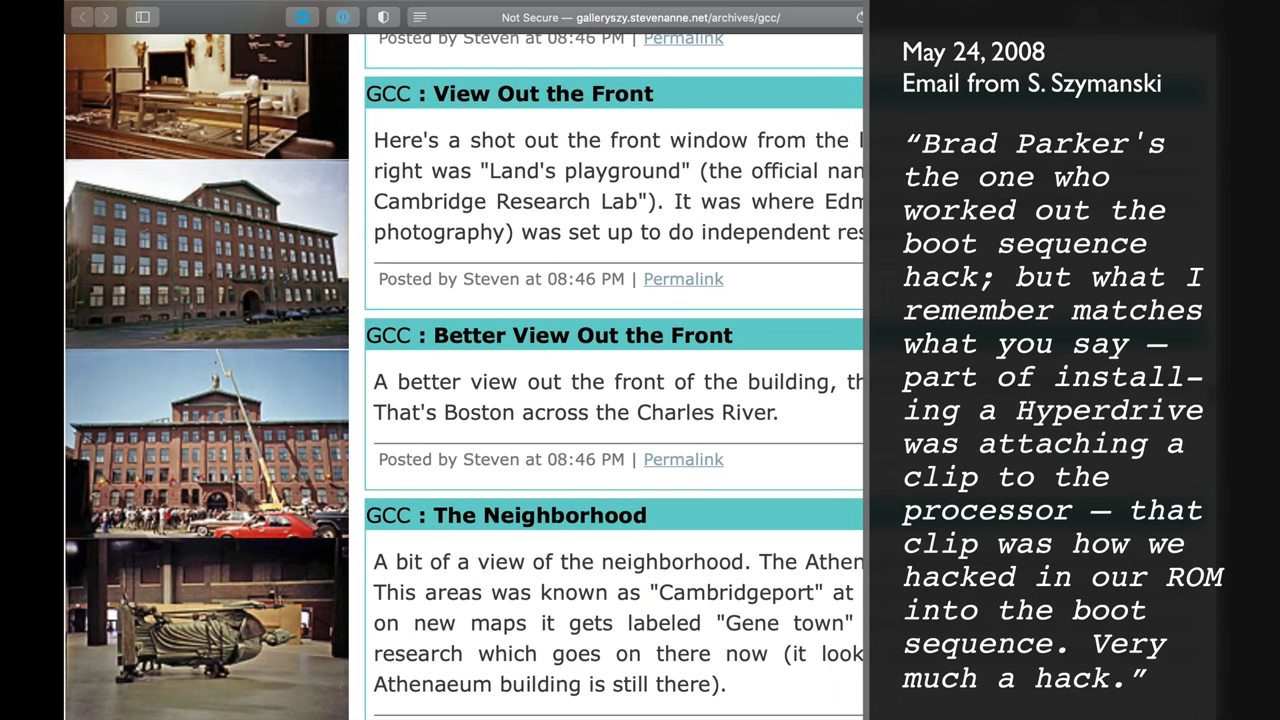 Not Secure — galleryszy.stevenanne.net/archives/gcc/
Posted by Steven at 08:46 PM | Permalink
GCC : View Out the Front
Here's a shot out the front window from the
right was "Land's playground" (the official
Cambridge Research Lab"). It was where
photography) was set up to do independent
Posted by Steven at 08:46 PM | Permalink
GCC : Better View Out the Front
A better view out the front of the building,
That's Boston across the Charles River.
Posted by Steven at 08:46 PM | Permalink
GCC : The Neighborhood
A bit of a view of the neighborhood. The
This areas was known as "Cambridgeport" at
on new maps it gets labeled "Gene town"
research which goes on there now (it
Athenaeum building is still there).
May 24, 2008
Email from S. Szymanski
“Brad Parker's
the one who
worked out the
boot sequence
hack; but what I
remember matches
what you say —
part of install-
ing a Hyperdrive
was attaching a
clip to the
processor — that
clip was how we
hacked in our ROM
into the boot
sequence. Very
much a hack.”